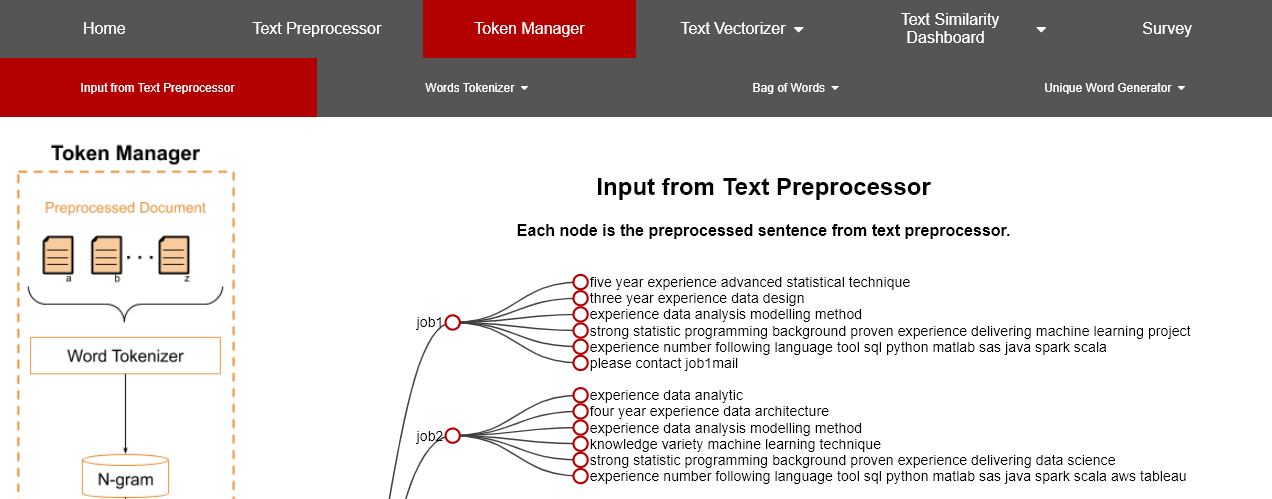 Home
Text Preprocessor
Token Manager
Text Vectorizer
Text Similarity
Dashboard
Survey
Input from Text Preprocessor
Words Tokenizer
Bag of Words
Unique Word Generator
Token Manager
Preprocessed Document
a
b
z
Word Tokenizer
N-gram
Input from Text Preprocessor
Each node is the preprocessed sentence from text preprocessor.
job1
five year experience advanced statistical technique
three year experience data design
experience data analysis modelling method
strong statistic programming background proven experience delivering machine learning project
experience number following language tool sql python matlab sas java spark scala
please contact job1mail
job2
experience data analytic
four year experience data architecture
experience data analysis modelling method
knowledge variety machine learning technique
strong statistic programming background proven experience delivering data science
experience number following language tool sql python matlab sas java spark scala aws tableau